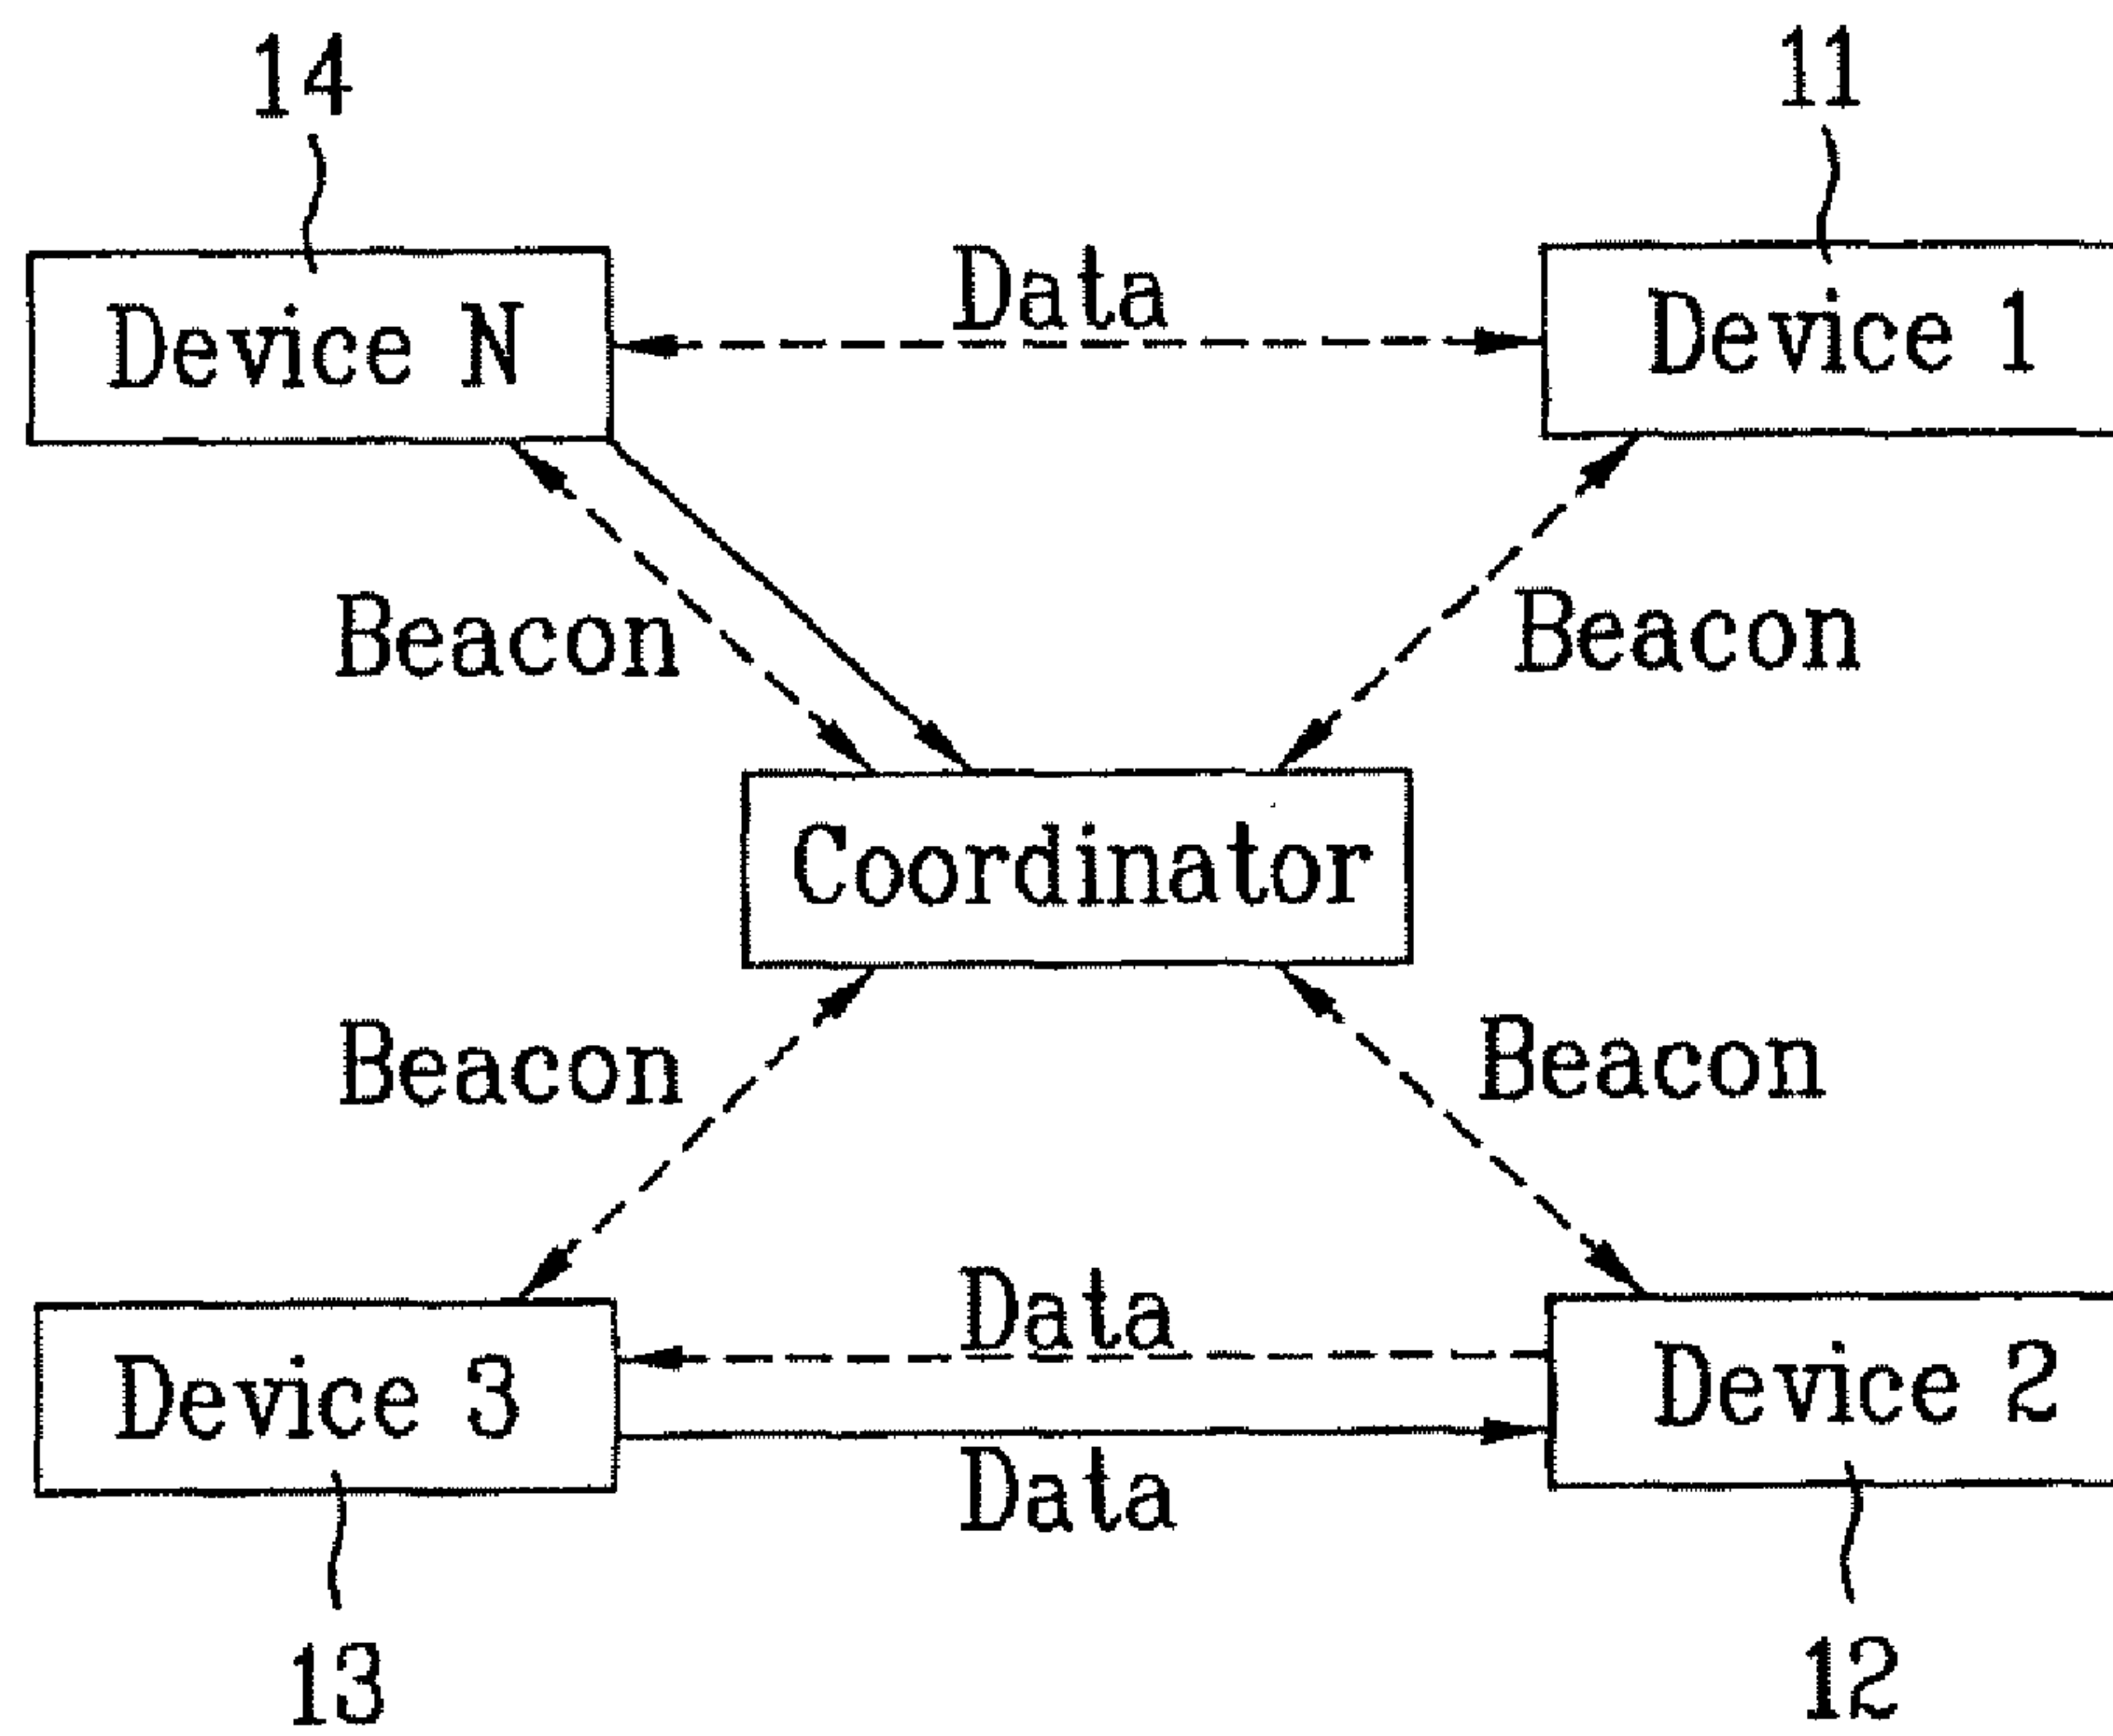 14
11
Device N
Data
Device 1
Beacon
Beacon
Coordinator
Beacon
Beacon
Data
Device 3
Device 2
Data
13
12